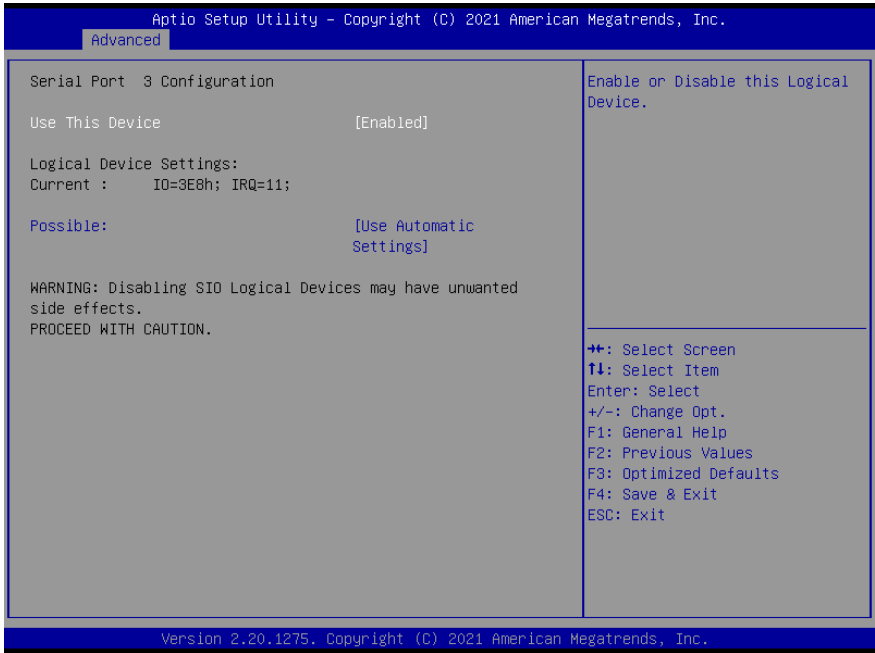 Aptio Setup Utility – Copyright (C) 2021 American Megatrends, Inc.
Advanced
Serial Port  3 Configuration
Use This Device [Enabled]
Logical Device Settings:
Current :  IO=3E8h; IRQ=11;
Possible: [Use Automatic
Settings]
WARNING: Disabling SIO Logical Devices may have unwanted
side effects.
PROCEED WITH CAUTION.
Enable or Disable this Logical
Device.
→←: Select Screen
↑↓: Select Item
Enter: Select
+/-: Change Opt.
F1: General Help
F2: Previous Values
F3: Optimized Defaults
F4: Save & Exit
ESC: Exit
Version 2.20.1275. Copyright (C) 2021 American Megatrends, Inc.